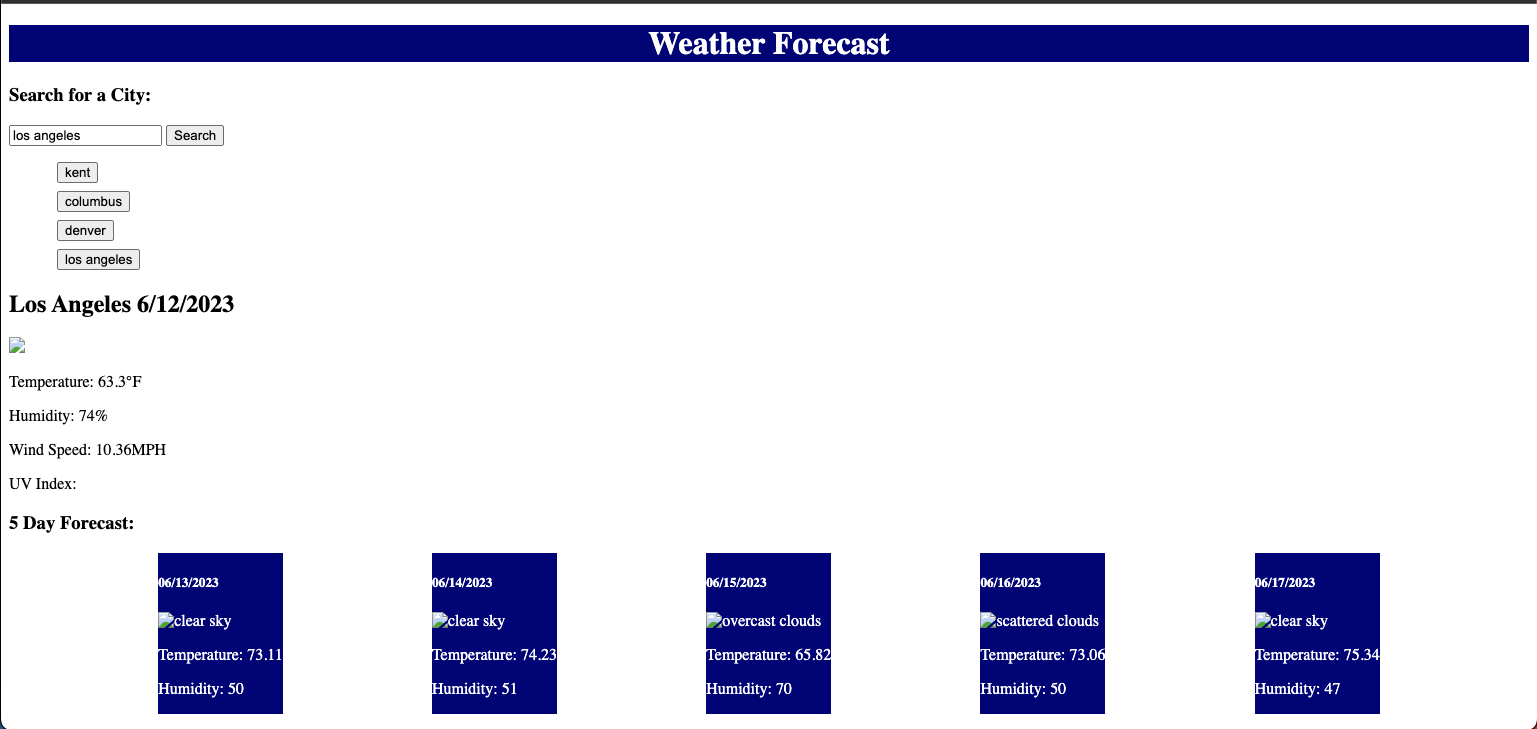 Weather Forecast
Search for a City:
los angeles Search
kent
columbus
denver
los angeles
Los Angeles 6/12/2023
Temperature: 63.3°F
Humidity: 74%
Wind Speed: 10.36MPH
UV Index:
5 Day Forecast:
06/13/2023 06/14/2023 06/15/2023 06/16/2023 06/17/2023
clear sky clear sky overcast clouds scattered clouds clear sky
Temperature: 73.11 Temperature: 74.23 Temperature: 65.82 Temperature: 73.06 Temperature: 75.34
Humidity: 50 Humidity: 51 Humidity: 70 Humidity: 50 Humidity: 47